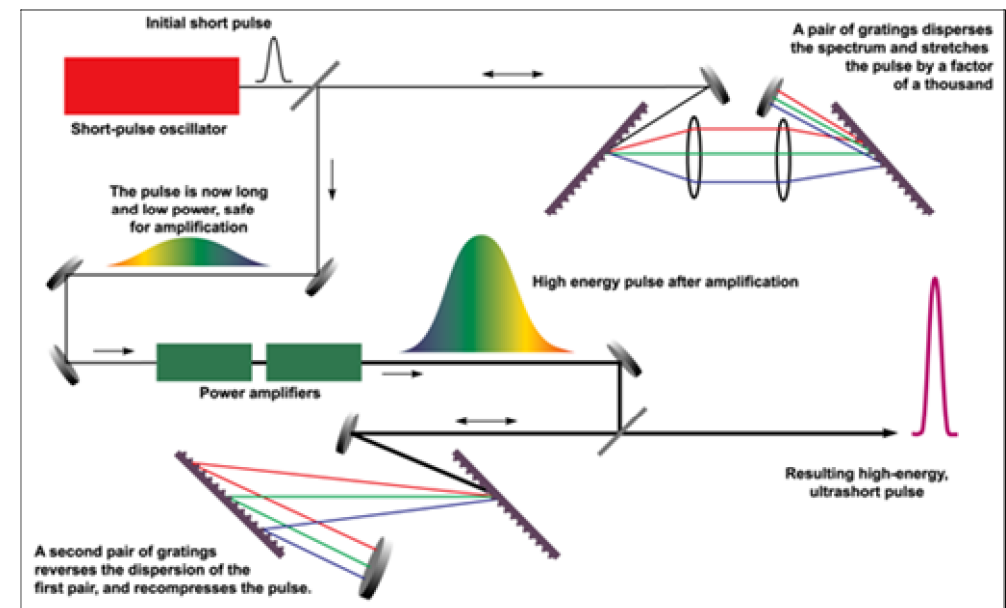 Initial short pulse
A pair of gratings disperses
the spectrum and stretches
the pulse by a factor
of a thousand
Short-pulse oscillator
The pulse is now long
and low power, safe
for amplification
High energy pulse after amplification
Power amplifiers
Resulting high-energy,
ultrashort pulse
A second pair of gratings
reverses the dispersion of the
first pair, and recompresses the pulse.